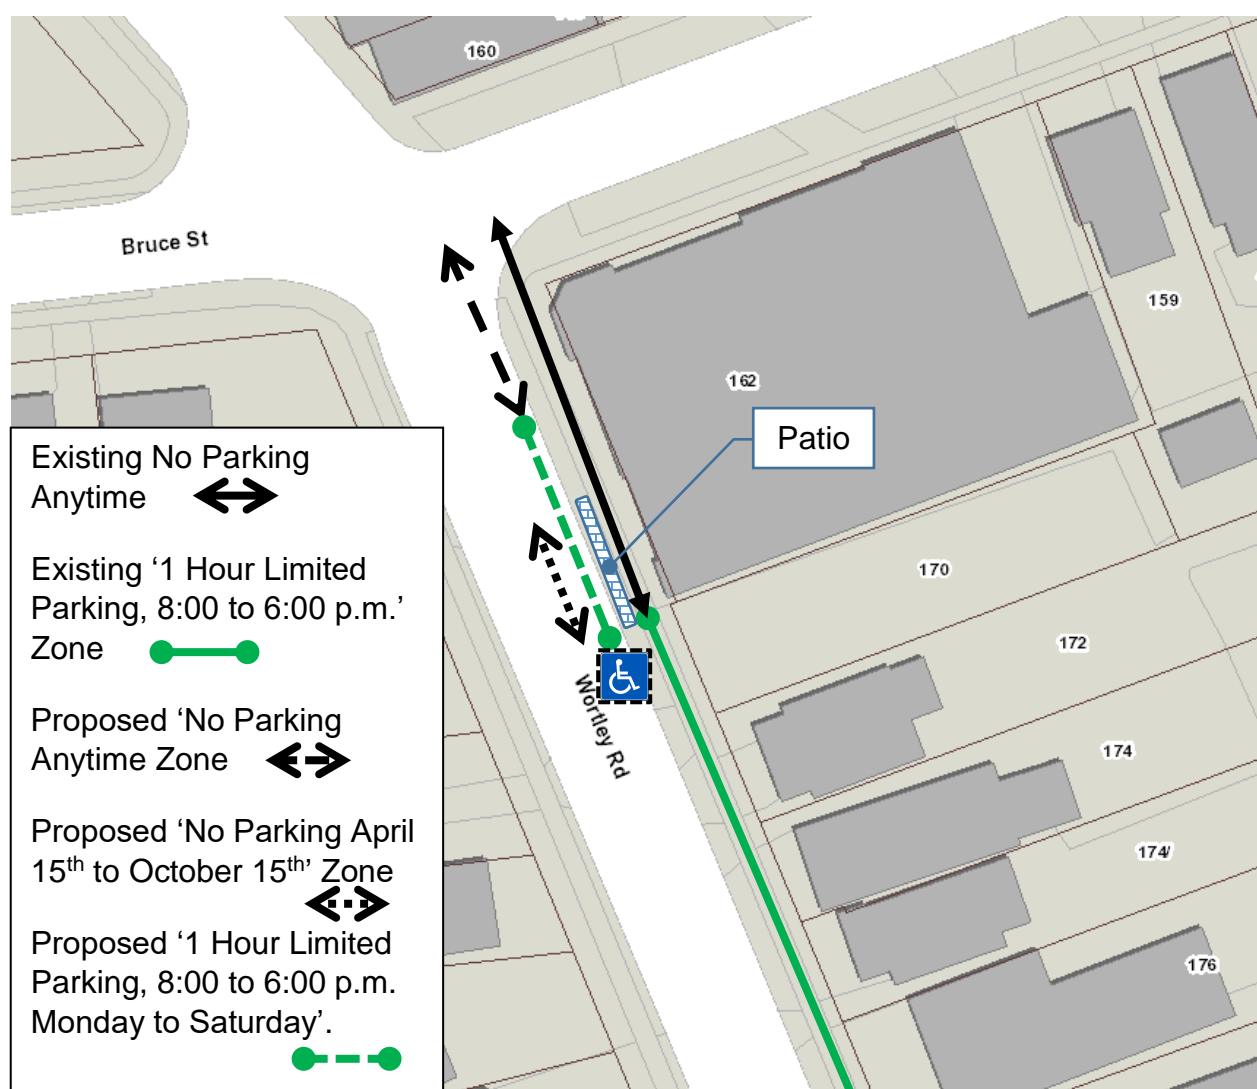 160
Bruce St
159
162
Patio
170
172
Wortley Rd
174
174/
176
Existing No Parking
Anytime
Existing ‘1 Hour Limited
Parking, 8:00 to 6:00 p.m.’
Zone
Proposed ‘No Parking
Anytime Zone
Proposed ‘No Parking April
15th to October 15th’ Zone
Proposed ‘1 Hour Limited
Parking, 8:00 to 6:00 p.m.
Monday to Saturday’.